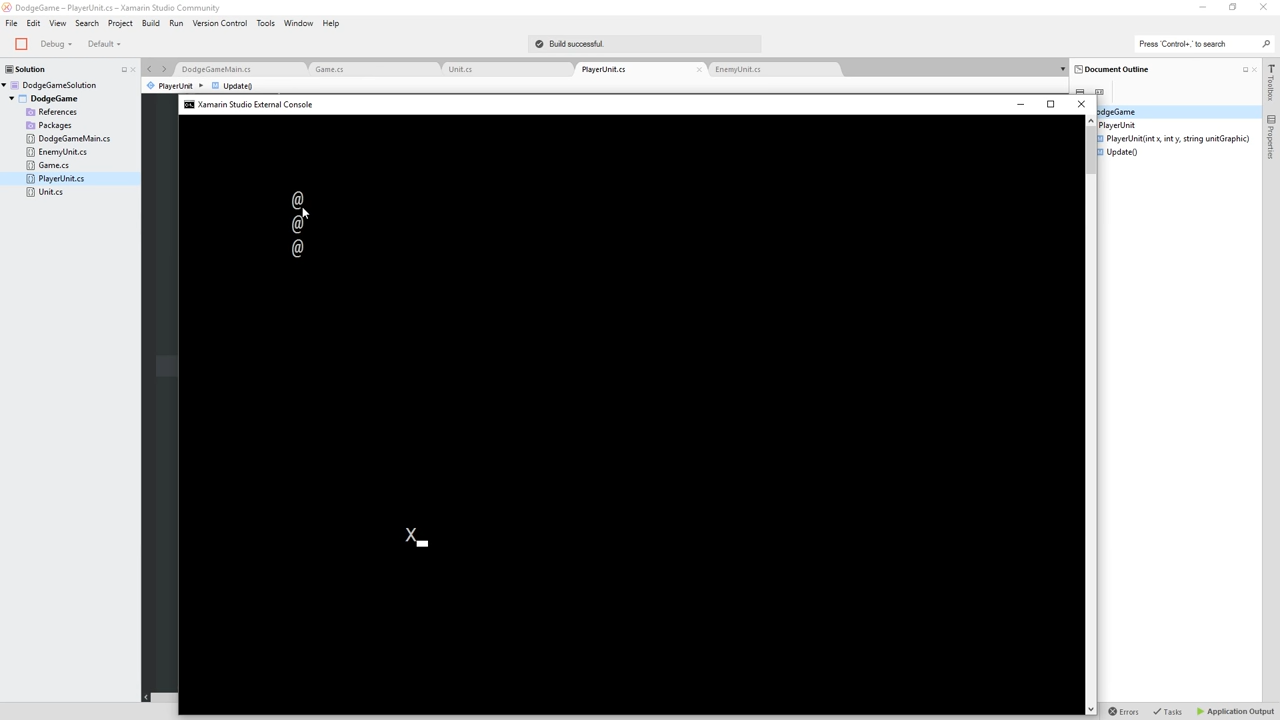 DodgeGame – PlayerUnit.cs – Xamarin Studio Community
File Edit View Search Project Build Run Version Control Tools Window Help
Debug Default Build successful. Press 'Control+,' to search
Solution
DodgeGameMain.cs Game.cs Unit.cs PlayerUnit.cs EnemyUnit.cs
Document Outline
PlayerUnit Update()
DodgeGameSolution
DodgeGame
References
Packages
DodgeGameMain.cs
EnemyUnit.cs
Game.cs
PlayerUnit.cs
Unit.cs
Xamarin Studio External Console
@
@
@
X
odgeGame
PlayerUnit
PlayerUnit(int x, int y, string unitGraphic)
Update()
Toolbox
Properties
Errors Tasks Application Output